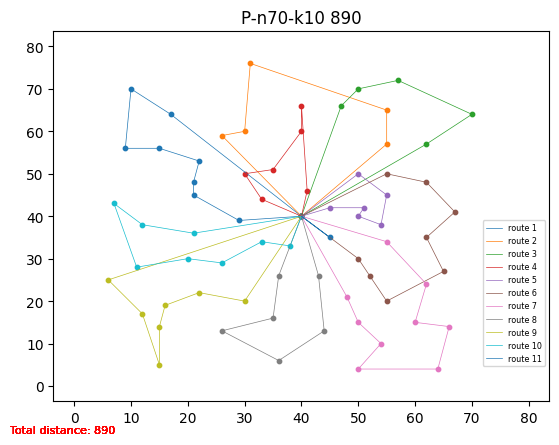 P-n70-k10 890
80
70
60
50
40
30
20
10
0
0 10 20 30 40 50 60 70 80
route 1
route 2
route 3
route 4
route 5
route 6
route 7
route 8
route 9
route 10
route 11
Total distance: 890